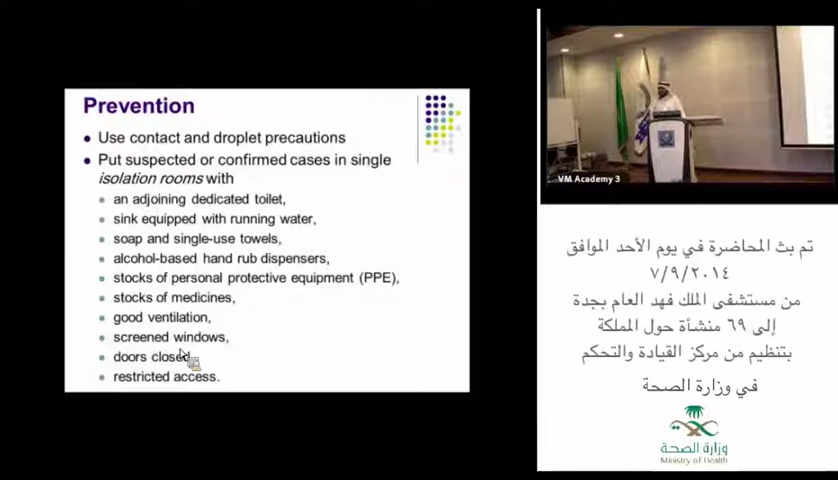 Prevention
Use contact and droplet precautions
Put suspected or confirmed cases in single
isolation rooms with
an adjoining dedicated toilet,
sink equipped with running water,
soap and single-use towels,
alcohol-based hand rub dispensers,
stocks of personal protective equipment (PPE),
stocks of medicines,
good ventilation,
screened windows,
doors closed
restricted access.
VM Academy 3
تم بث المحاضرة في يوم الأحد الموافق
٧/٩/٢٠١٤
من مستشفى الملك فهد العام بجدة
إلى ٦٩ منشأة حول المملكة
بتنظيم من مركز القيادة والتحكم
في وزارة الصحة
وزارة الصحة
Ministry of Health